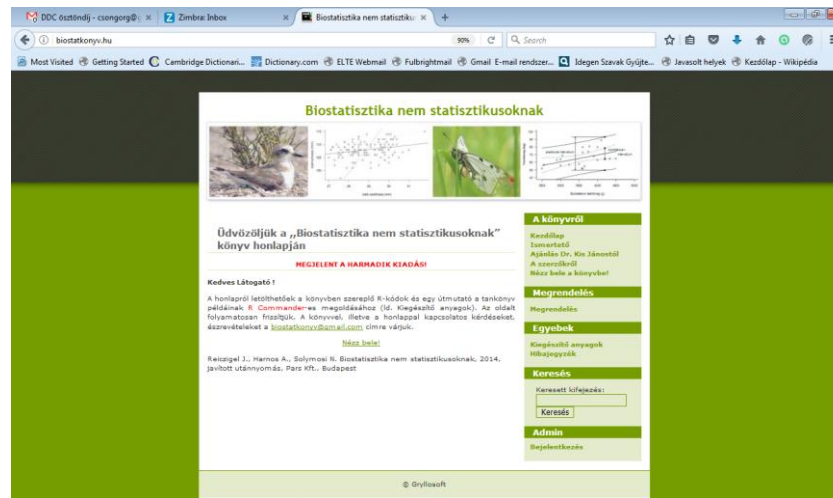 DDC ösztöndíj - csongorg@
Zimbra: Inbox
Biostatisztika nem statisztiku
biostatkonyv.hu
90%
Search
Most Visited
Getting Started
Cambridge Dictionari...
Dictionary.com
ELTE Webmail
Fulbrightmail
Gmail E-mail rendszer...
Idegen Szavak Gyűjte...
Javasolt helyek
Kezdőlap - Wikipédia
Biostatisztika nem statisztikusoknak
Üdvözöljük a „Biostatisztika nem statisztikusoknak”
könyv honlapján
MEGJELENT A HARMADIK KIADÁS!
Kedves Látogató !
A honlapról letölthetőek a könyvben szereplő R-kódok és egy útmutató a tankönyv
példáinak R Commander-es megoldásához (ld. Kiegészítő anyagok). Az oldalt
folyamatosan frissítjük. A könyvvel, illetve a honlappal kapcsolatos kérdéseket,
észrevételeket a biostatkonyv@gmail.com címre várjuk.
Nézz bele!
Reiczigel J., Harnos A., Solymosi N. Biostatisztika nem statisztikusoknak, 2014,
javított utánnyomás, Pars Kft., Budapest
A könyvről
Kezdőlap
Ismertető
Ajánlás Dr. Kis Jánostól
A szerzőkről
Nézz bele a könyvbe!
Megrendelés
Megrendelés
Egyebek
Kiegészítő anyagok
Hibajegyzék
Keresés
Keresett kifejezés:
Keresés
Admin
Bejelentkezés
© Gryllosoft